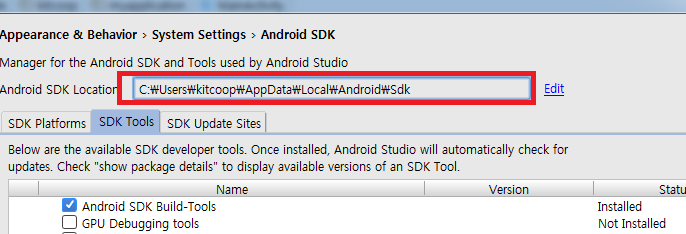 Appearance & Behavior › System Settings › Android SDK
Manager for the Android SDK and Tools used by Android Studio
Android SDK Location: C:₩Users₩kitcoop₩AppData₩Local₩Android₩Sdk Edit
SDK Platforms SDK Tools SDK Update Sites
Below are the available SDK developer tools. Once installed, Android Studio will automatically check for
updates. Check "show package details" to display available versions of an SDK Tool.
Name Version Statu
Android SDK Build-Tools Installed
GPU Debugging tools Not Installed